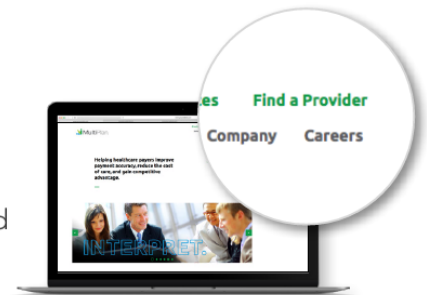 es Find a Provider
Company Careers
MultiPlan
Helping healthcare payers improve
payment accuracy, reduce the cost
of care, and gain competitive
advantage.
INTERPRET.
d